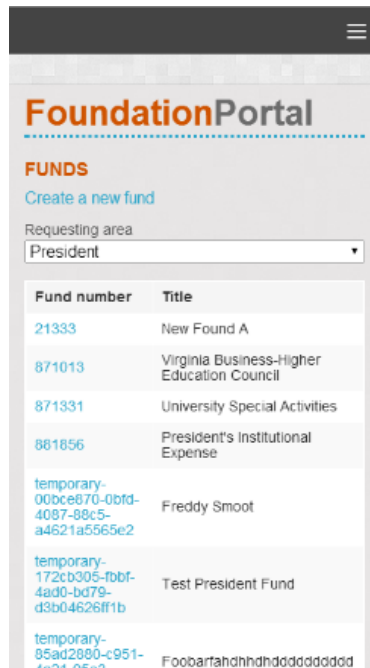 FoundationPortal
FUNDS
Create a new fund
Requesting area
President
Fund number Title
21333 New Found A
871013 Virginia Business-Higher
Education Council
871331 University Special Activities
881856 President's Institutional
Expense
temporary-
00bce870-0bfd-
4087-88c5-
a4621a5565e2
Freddy Smoot
temporary-
172cb305-fbbf-
4ad0-bd79-
d3b04626ff1b
Test President Fund
temporary-
85ad2880-c951-